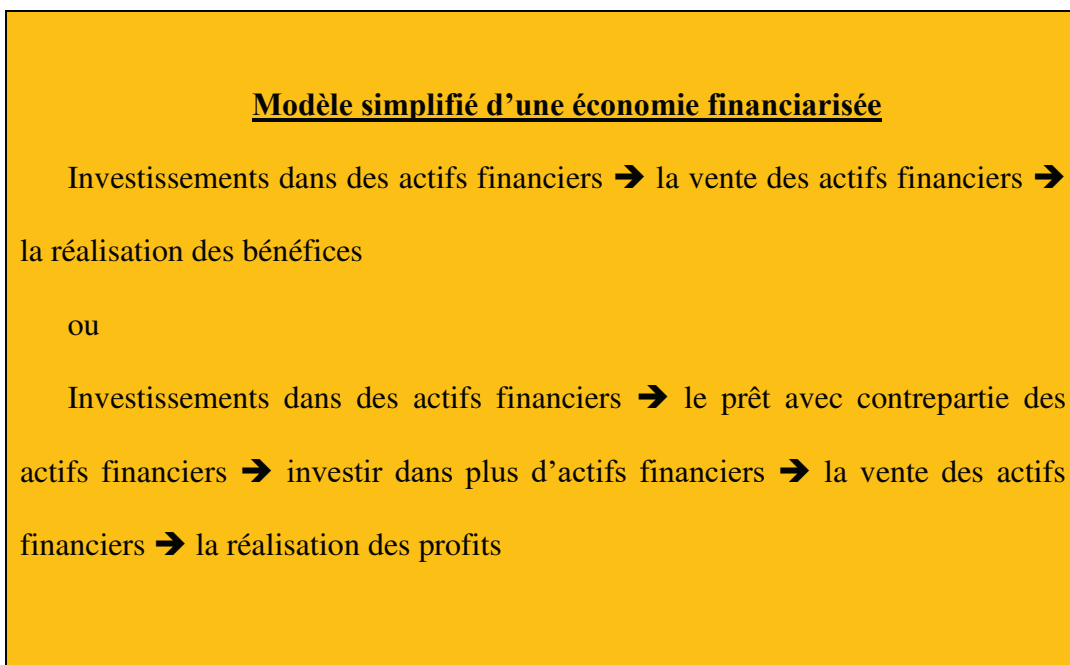 Modèle simplifié d’une économie financiarisée
Investissements dans des actifs financiers ➔ la vente des actifs financiers ➔
la réalisation des bénéfices
ou
Investissements dans des actifs financiers ➔ le prêt avec contrepartie des
actifs financiers ➔ investir dans plus d’actifs financiers ➔ la vente des actifs
financiers ➔ la réalisation des profits